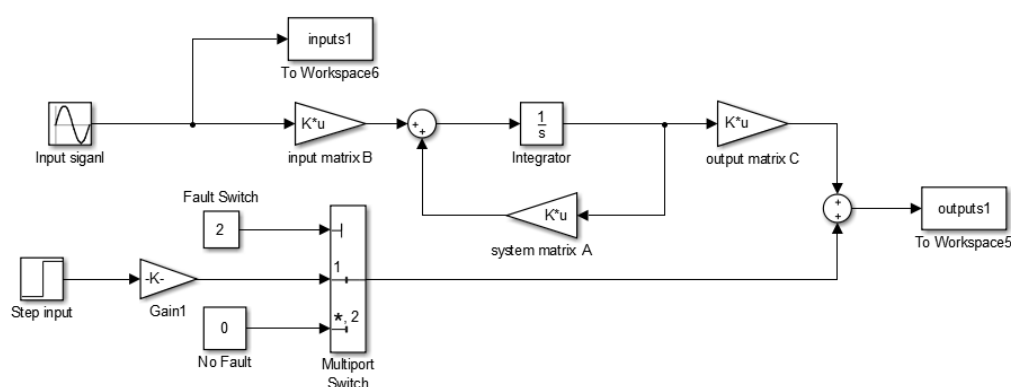 inputs1
To Workspace6
Input siganl
K*u
input matrix B
+
+
1
s
Integrator
K*u
output matrix C
K*u
system matrix A
+
+
outputs1
To Workspace5
Fault Switch
2
Step input
-K-
Gain1
0
No Fault
1
*, 2
Multiport
Switch